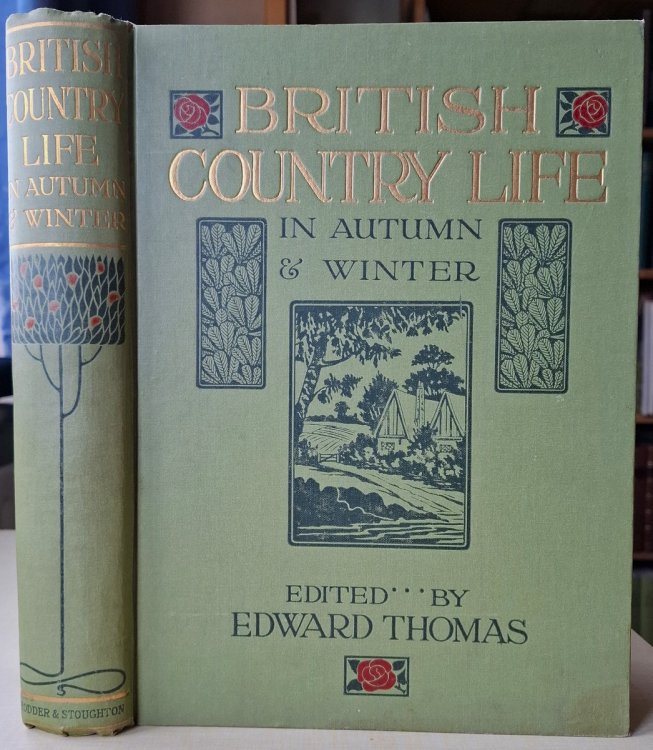 BRITISH
COUNTRY
LIFE
IN AUTUMN
& WINTER
HODDER & STOUGHTON
BRITISH
COUNTRY LIFE
IN AUTUMN
& WINTER
EDITED ··· BY
EDWARD THOMAS